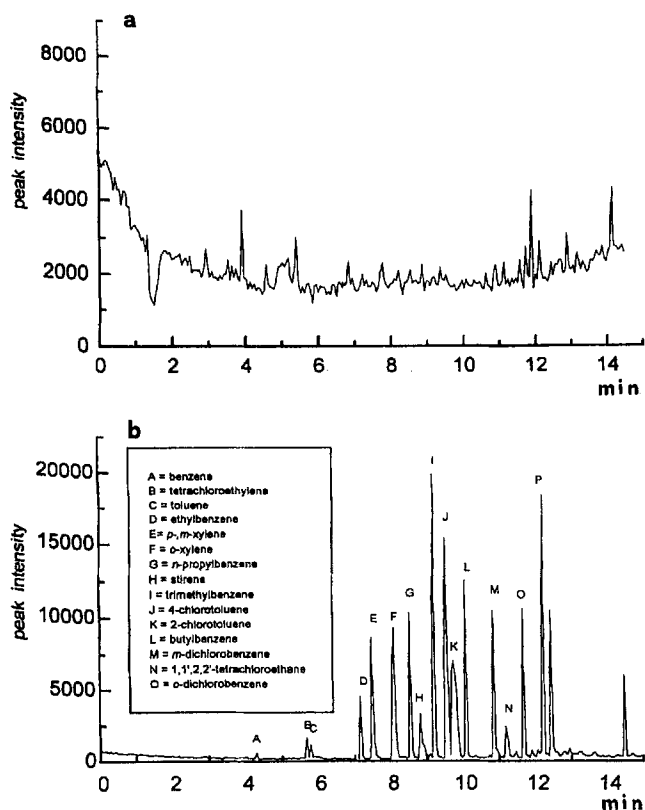 a
peak intensity
8000
6000
4000
2000
0
0 2 4 6 8 10 12 14
min
b
peak intensity
20000
15000
10000
5000
0
A = benzene
B = tetrachloroethylene
C = toluene
D = ethylbenzene
E= p-,m-xylene
F = o-xylene
G = n-propylbenzene
H = stirene
I = trimethylbenzene
J = 4-chlorotoluene
K = 2-chlorotoluene
L = butylbenzene
M = m-dichlorobenzene
N = 1,1',2,2'-tetrachloroethane
O = o-dichlorobenzene
A B C D E F G H I J K L M N O P
0 2 4 6 8 10 12 14
min